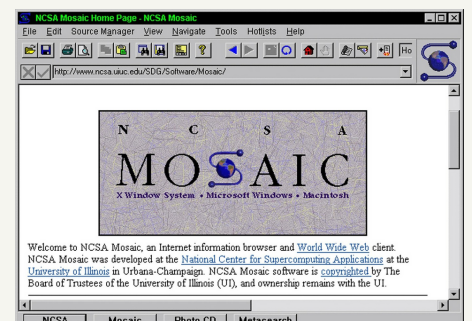 NCSA Mosaic Home Page - NCSA Mosaic
File Edit Source Manager View Navigate Tools Hotlists Help
Ho
http://www.ncsa.uiuc.edu/SDG/Software/Mosaic/
N C S A
MOSAIC
X Window System • Microsoft Windows • Macintosh
Welcome to NCSA Mosaic, an Internet information browser and World Wide Web client.
NCSA Mosaic was developed at the National Center for Supercomputing Applications at the
University of Illinois in Urbana-Champaign. NCSA Mosaic software is copyrighted by The
Board of Trustees of the University of Illinois (UI), and ownership remains with the UI.
NCSA Mosaic Photo CD Metasearch